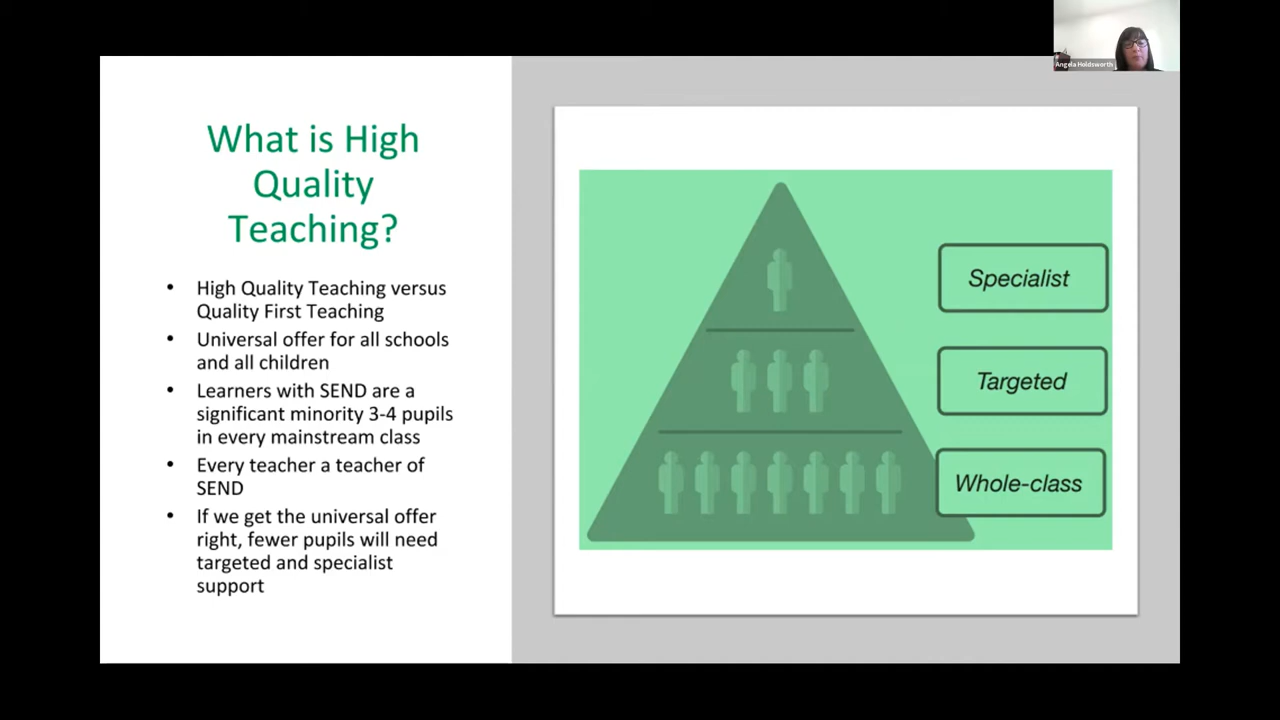 Angela Holdsworth
What is High
Quality
Teaching?
• High Quality Teaching versus
Quality First Teaching
• Universal offer for all schools
and all children
• Learners with SEND are a
significant minority 3-4 pupils
in every mainstream class
• Every teacher a teacher of
SEND
• If we get the universal offer
right, fewer pupils will need
targeted and specialist
support
Specialist
Targeted
Whole-class